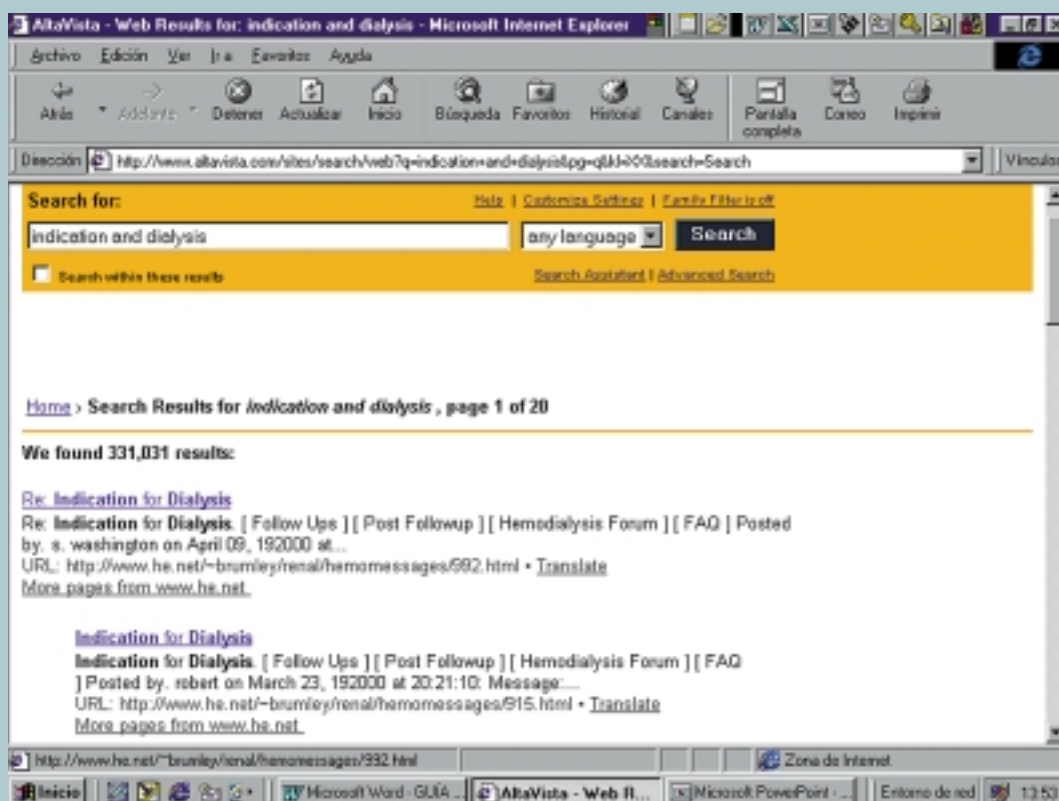 AltaVista - Web Results for: indication and dialysis - Microsoft Internet Explorer
Archivo Edición Ver Ir a Favoritos Ayuda
Atrás Adelante Detener Actualizar Inicio Búsqueda Favoritos Historial Canales Pantalla completa Correo Imprimir
Dirección http://www.altavista.com/sites/search/web?q=indication+and+dialysis&pg=q&kl=XX&search=Search Vínculos
Search for: Help | Customize Settings | Family Filter is off
indication and dialysis any language Search
Search within these results Search Assistant | Advanced Search
Home > Search Results for indication and dialysis , page 1 of 20
We found 331,031 results:
Re: Indication for Dialysis
Re: Indication for Dialysis. [ Follow Ups ] [ Post Followup ] [ Hemodialysis Forum ] [ FAQ ] Posted
by. s. washington on April 09, 192000 at...
URL: http://www.he.net/~brumley/renal/hemomessages/992.html • Translate
More pages from www.he.net
Indication for Dialysis
Indication for Dialysis. [ Follow Ups ] [ Post Followup ] [ Hemodialysis Forum ] [ FAQ
] Posted by. robert on March 23, 192000 at 20:21:10: Message:...
URL: http://www.he.net/~brumley/renal/hemomessages/915.html • Translate
More pages from www.he.net
http://www.he.net/~brumley/renal/hemomessages/992.html Zona de Internet
Inicio Microsoft Word - GUÍA ... AltaVista - Web R... Microsoft PowerPoint - ... Entorno de red 13:53